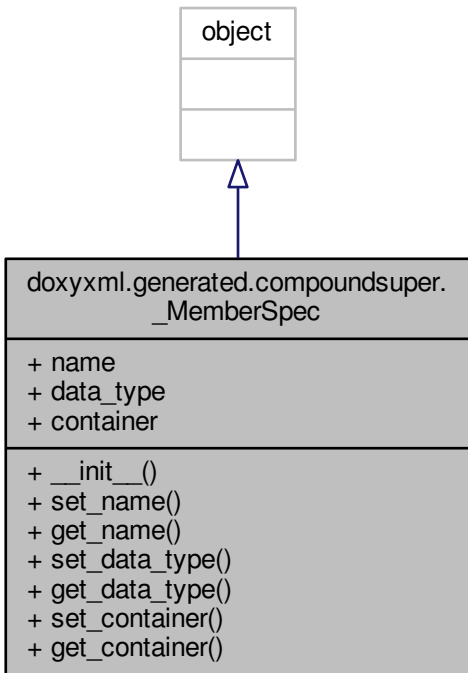 object
doxyxml.generated.compoundsuper.
_MemberSpec
+ name
+ data_type
+ container
+ __init__()
+ set_name()
+ get_name()
+ set_data_type()
+ get_data_type()
+ set_container()
+ get_container()